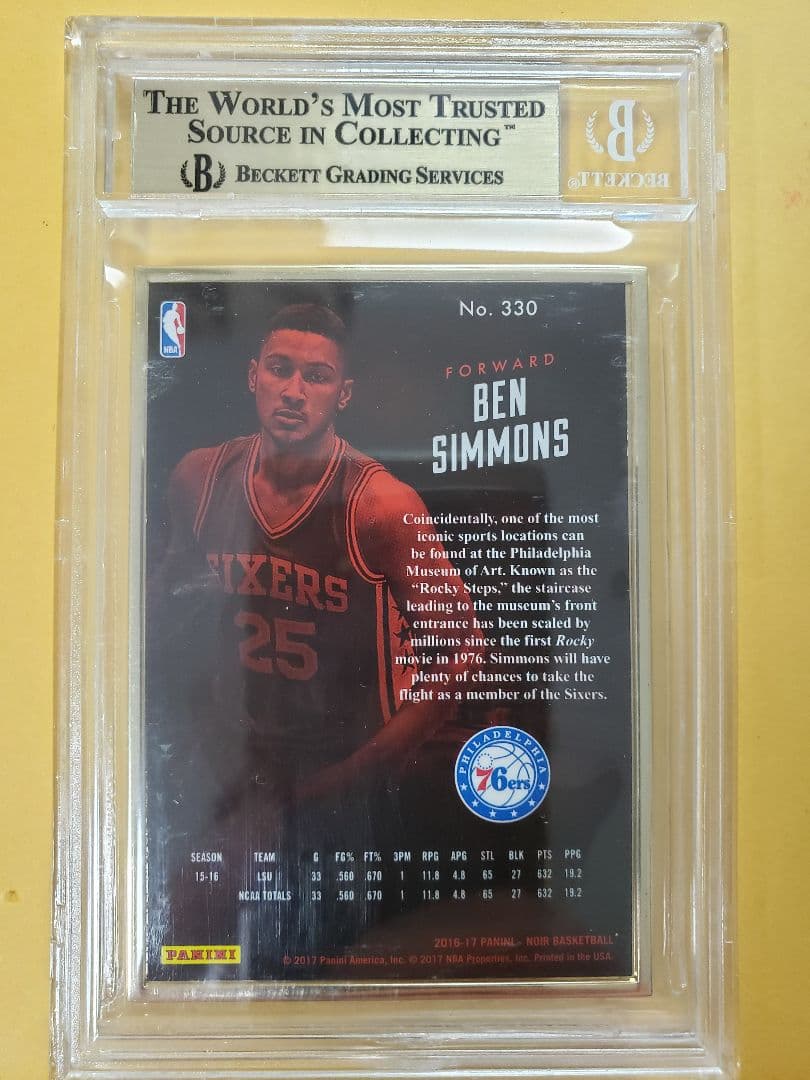 THE WORLD'S MOST TRUSTED
SOURCE IN COLLECTING™
B BECKETT GRADING SERVICES
B
BECKETT®
NBA
No. 330
FORWARD
BEN
SIMMONS
SIXERS
25
Coincidentally, one of the most
iconic sports locations can
be found at the Philadelphia
Museum of Art. Known as the
“Rocky Steps,” the staircase
leading to the museum's front
entrance has been scaled by
millions since the first Rocky
movie in 1976. Simmons will have
plenty of chances to take the
flight as a member of the Sixers.
PHILADELPHIA
76ers
SEASON TEAM G FG% FT% 3PM RPG APG STL BLK PTS PPG
15-16 LSU 33 .560 .670 1 11.8 4.8 65 27 632 19.2
NCAA TOTALS 33 .560 .670 1 11.8 4.8 65 27 632 19.2
2016-17 PANINI - NOIR BASKETBALL
PANINI
© 2017 Panini America, Inc. © 2017 NBA Properties, Inc. Printed in the USA.